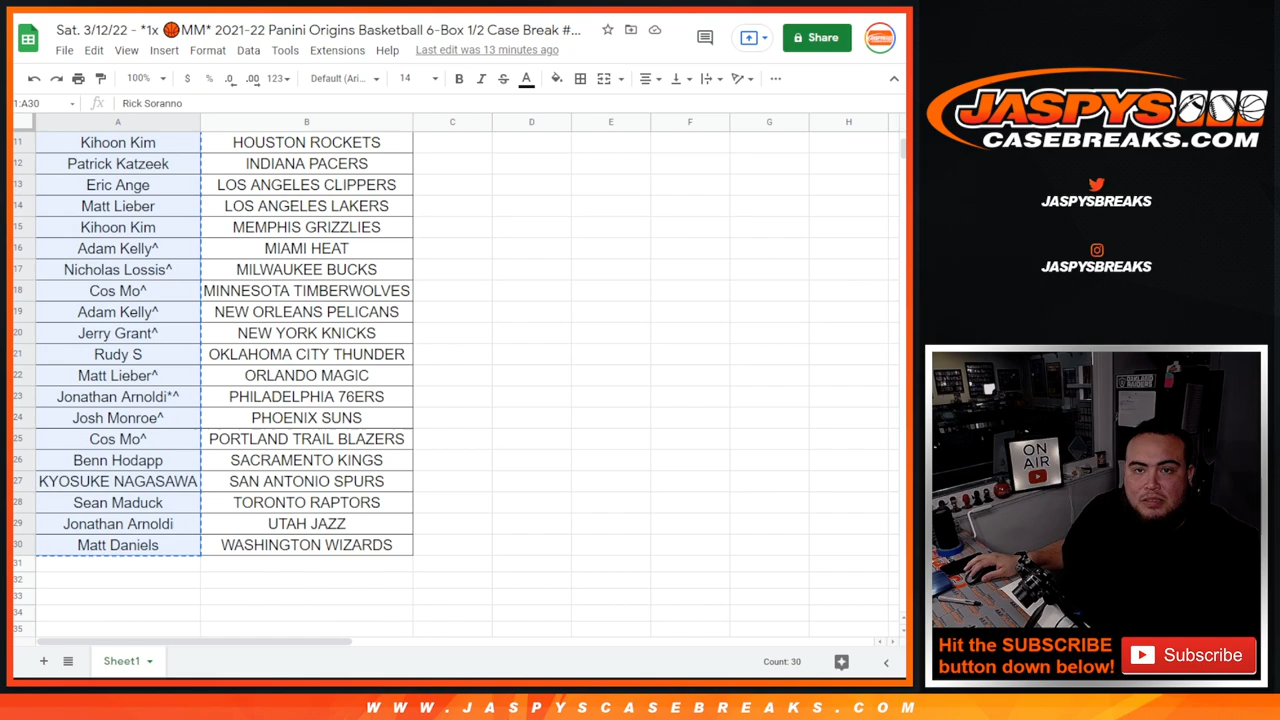 Sat. 3/12/22 - *1x 🏀MM* 2021-22 Panini Origins Basketball 6-Box 1/2 Case Break #...
File Edit View Insert Format Data Tools Extensions Help Last edit was 13 minutes ago
Share
100% $ % .0 .00 123 Default (Ari... 14 B I S A
1:A30 fx Rick Soranno
A B C D E F G H
11 Kihoon Kim HOUSTON ROCKETS
12 Patrick Katzeek INDIANA PACERS
13 Eric Ange LOS ANGELES CLIPPERS
14 Matt Lieber LOS ANGELES LAKERS
15 Kihoon Kim MEMPHIS GRIZZLIES
16 Adam Kelly^ MIAMI HEAT
17 Nicholas Lossis^ MILWAUKEE BUCKS
18 Cos Mo^ MINNESOTA TIMBERWOLVES
19 Adam Kelly^ NEW ORLEANS PELICANS
20 Jerry Grant^ NEW YORK KNICKS
21 Rudy S OKLAHOMA CITY THUNDER
22 Matt Lieber^ ORLANDO MAGIC
23 Jonathan Arnoldi*^ PHILADELPHIA 76ERS
24 Josh Monroe^ PHOENIX SUNS
25 Cos Mo^ PORTLAND TRAIL BLAZERS
26 Benn Hodapp SACRAMENTO KINGS
27 KYOSUKE NAGASAWA SAN ANTONIO SPURS
28 Sean Maduck TORONTO RAPTORS
29 Jonathan Arnoldi UTAH JAZZ
30 Matt Daniels WASHINGTON WIZARDS
31
32
33
34
35
Sheet1
Count: 30
JASPYS
CASEBREAKS.COM
JASPYSBREAKS
JASPYSBREAKS
OAKLAND
RAIDERS
ON
AIR
Hit the SUBSCRIBE
button down below!
Subscribe
WWW.JASPYSCASEBREAKS.COM